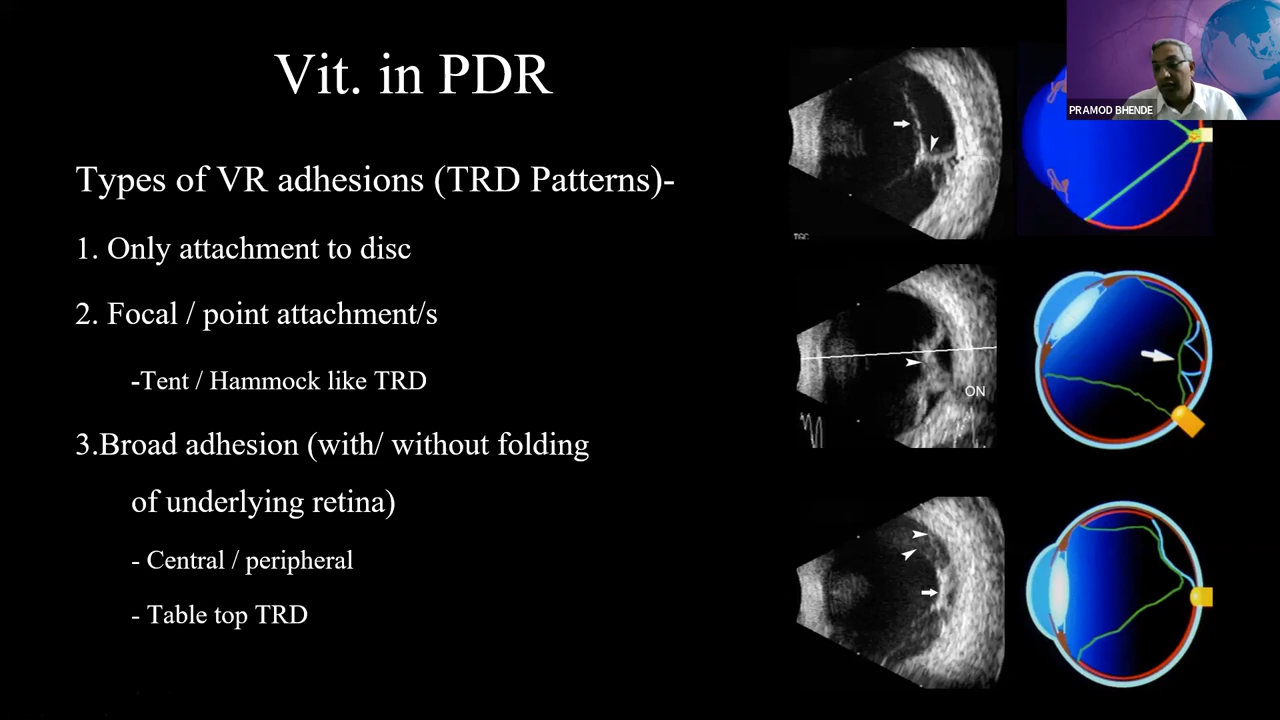 Vit. in PDR
PRAMOD BHENDE
Types of VR adhesions (TRD Patterns)-
1. Only attachment to disc
2. Focal / point attachment/s
-Tent / Hammock like TRD
3.Broad adhesion (with/ without folding
of underlying retina)
- Central / peripheral
- Table top TRD
TGC
ON